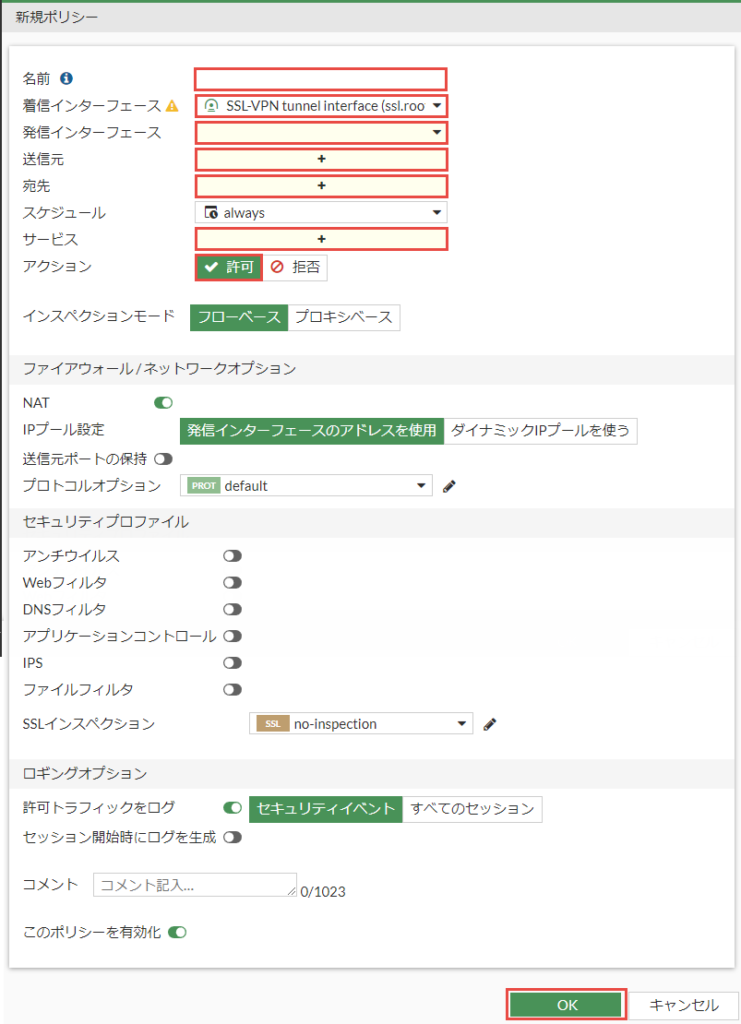 新規ポリシー
名前
着信インターフェース SSL-VPN tunnel interface (ssl.roo
発信インターフェース
送信元 +
宛先 +
スケジュール always
サービス +
アクション 許可 拒否
インスペクションモード フローベース プロキシベース
ファイアウォール / ネットワークオプション
NAT
IPプール設定 発信インターフェースのアドレスを使用 ダイナミックIPプールを使う
送信元ポートの保持
プロトコルオプション PROT default
セキュリティプロファイル
アンチウイルス
Webフィルタ
DNSフィルタ
アプリケーションコントロール
IPS
ファイルフィルタ
SSLインスペクション SSL no-inspection
ロギングオプション
許可トラフィックをログ セキュリティイベント すべてのセッション
セッション開始時にログを生成
コメント コメント記入... 0/1023
このポリシーを有効化
OK キャンセル